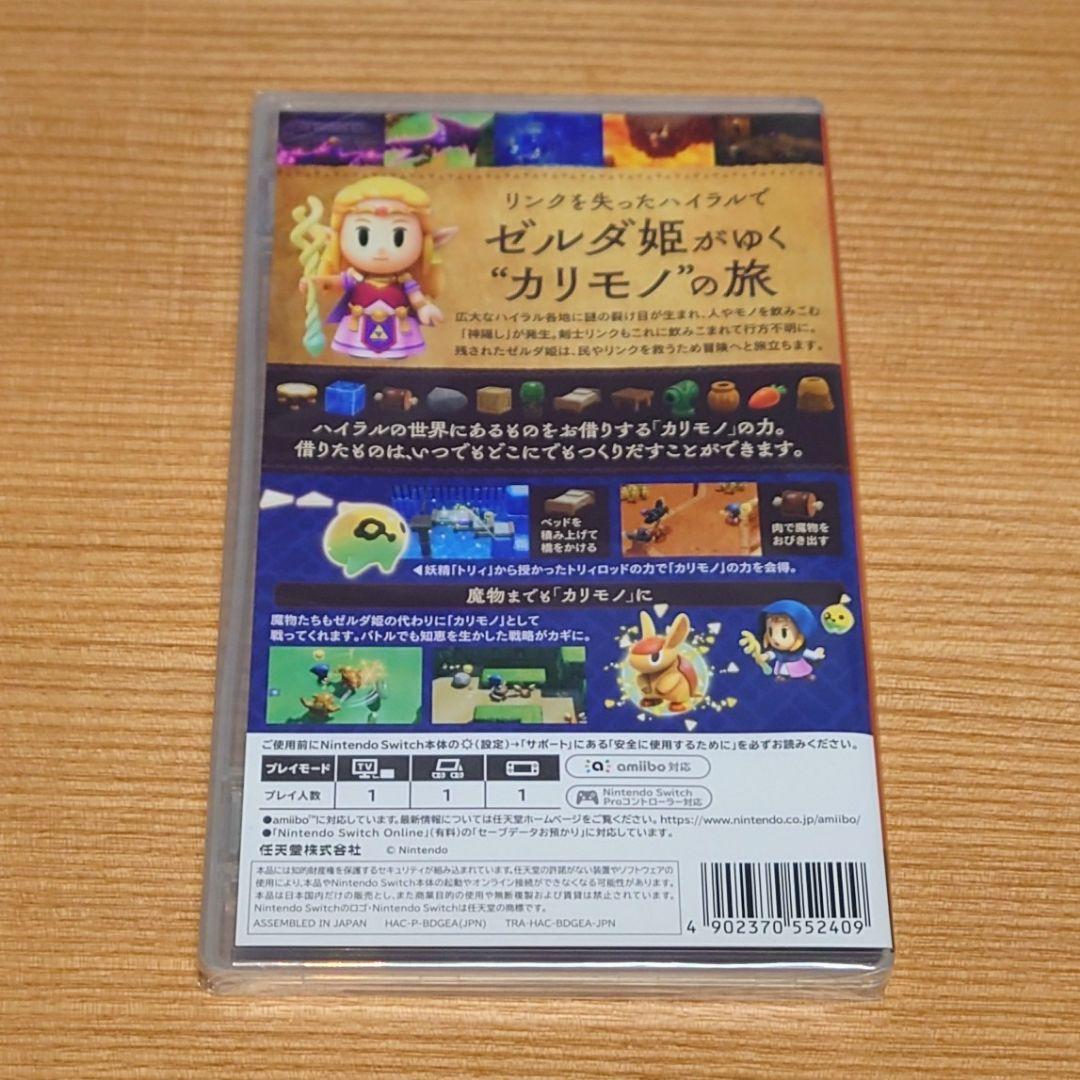 リンクを失ったハイラルで
ゼルダ姫がゆく
“カリモノ”の旅
広大なハイラル各地に謎の裂け目が生まれ、人やモノを飲みこむ
「神隠し」が発生。剣士リンクもこれに飲みこまれて行方不明に。
残されたゼルダ姫は、民やリンクを救うため冒険へと旅立ちます。
ハイラルの世界にあるものをお借りする「カリモノ」の力。
借りたものは、いつでもどこにでもつくりだすことができます。
ベッドを
積み上げて
橋をかける
肉で魔物を
おびき出す
◀妖精「トリィ」から授かったトリィロッドの力で「カリモノ」の力を会得。
魔物までも「カリモノ」に
魔物たちもゼルダ姫の代わりに「カリモノ」として
戦ってくれます。バトルでも知恵を生かした戦略がカギに。
ご使用前にNintendo Switch本体の(設定)→「サポート」にある「安全に使用するために」を必ずお読みください。
プレイモード TV
amiibo対応
プレイ人数 1 1 1
Nintendo Switch
Proコントローラー対応
●amiibo™に対応しています。最新情報については任天堂ホームページをご覧ください。https://www.nintendo.co.jp/amiibo/
●「Nintendo Switch Online」(有料)の「セーブデータお預かり」に対応しています。
任天堂株式会社 © Nintendo
本品には知的財産権を保護するセキュリティが組み込まれています。任天堂の許諾がない装置やソフトウェアの
使用により、本品やNintendo Switch本体の起動やオンライン接続ができなくなる可能性があります。
本品は日本国内だけの販売とし、また商業目的の使用や無断複製および賃貸は禁止されています。
Nintendo Switchのロゴ・Nintendo Switchは任天堂の商標です。
ASSEMBLED IN JAPAN HAC-P-BDGEA(JPN) TRA-HAC-BDGEA-JPN
4 902370 552409